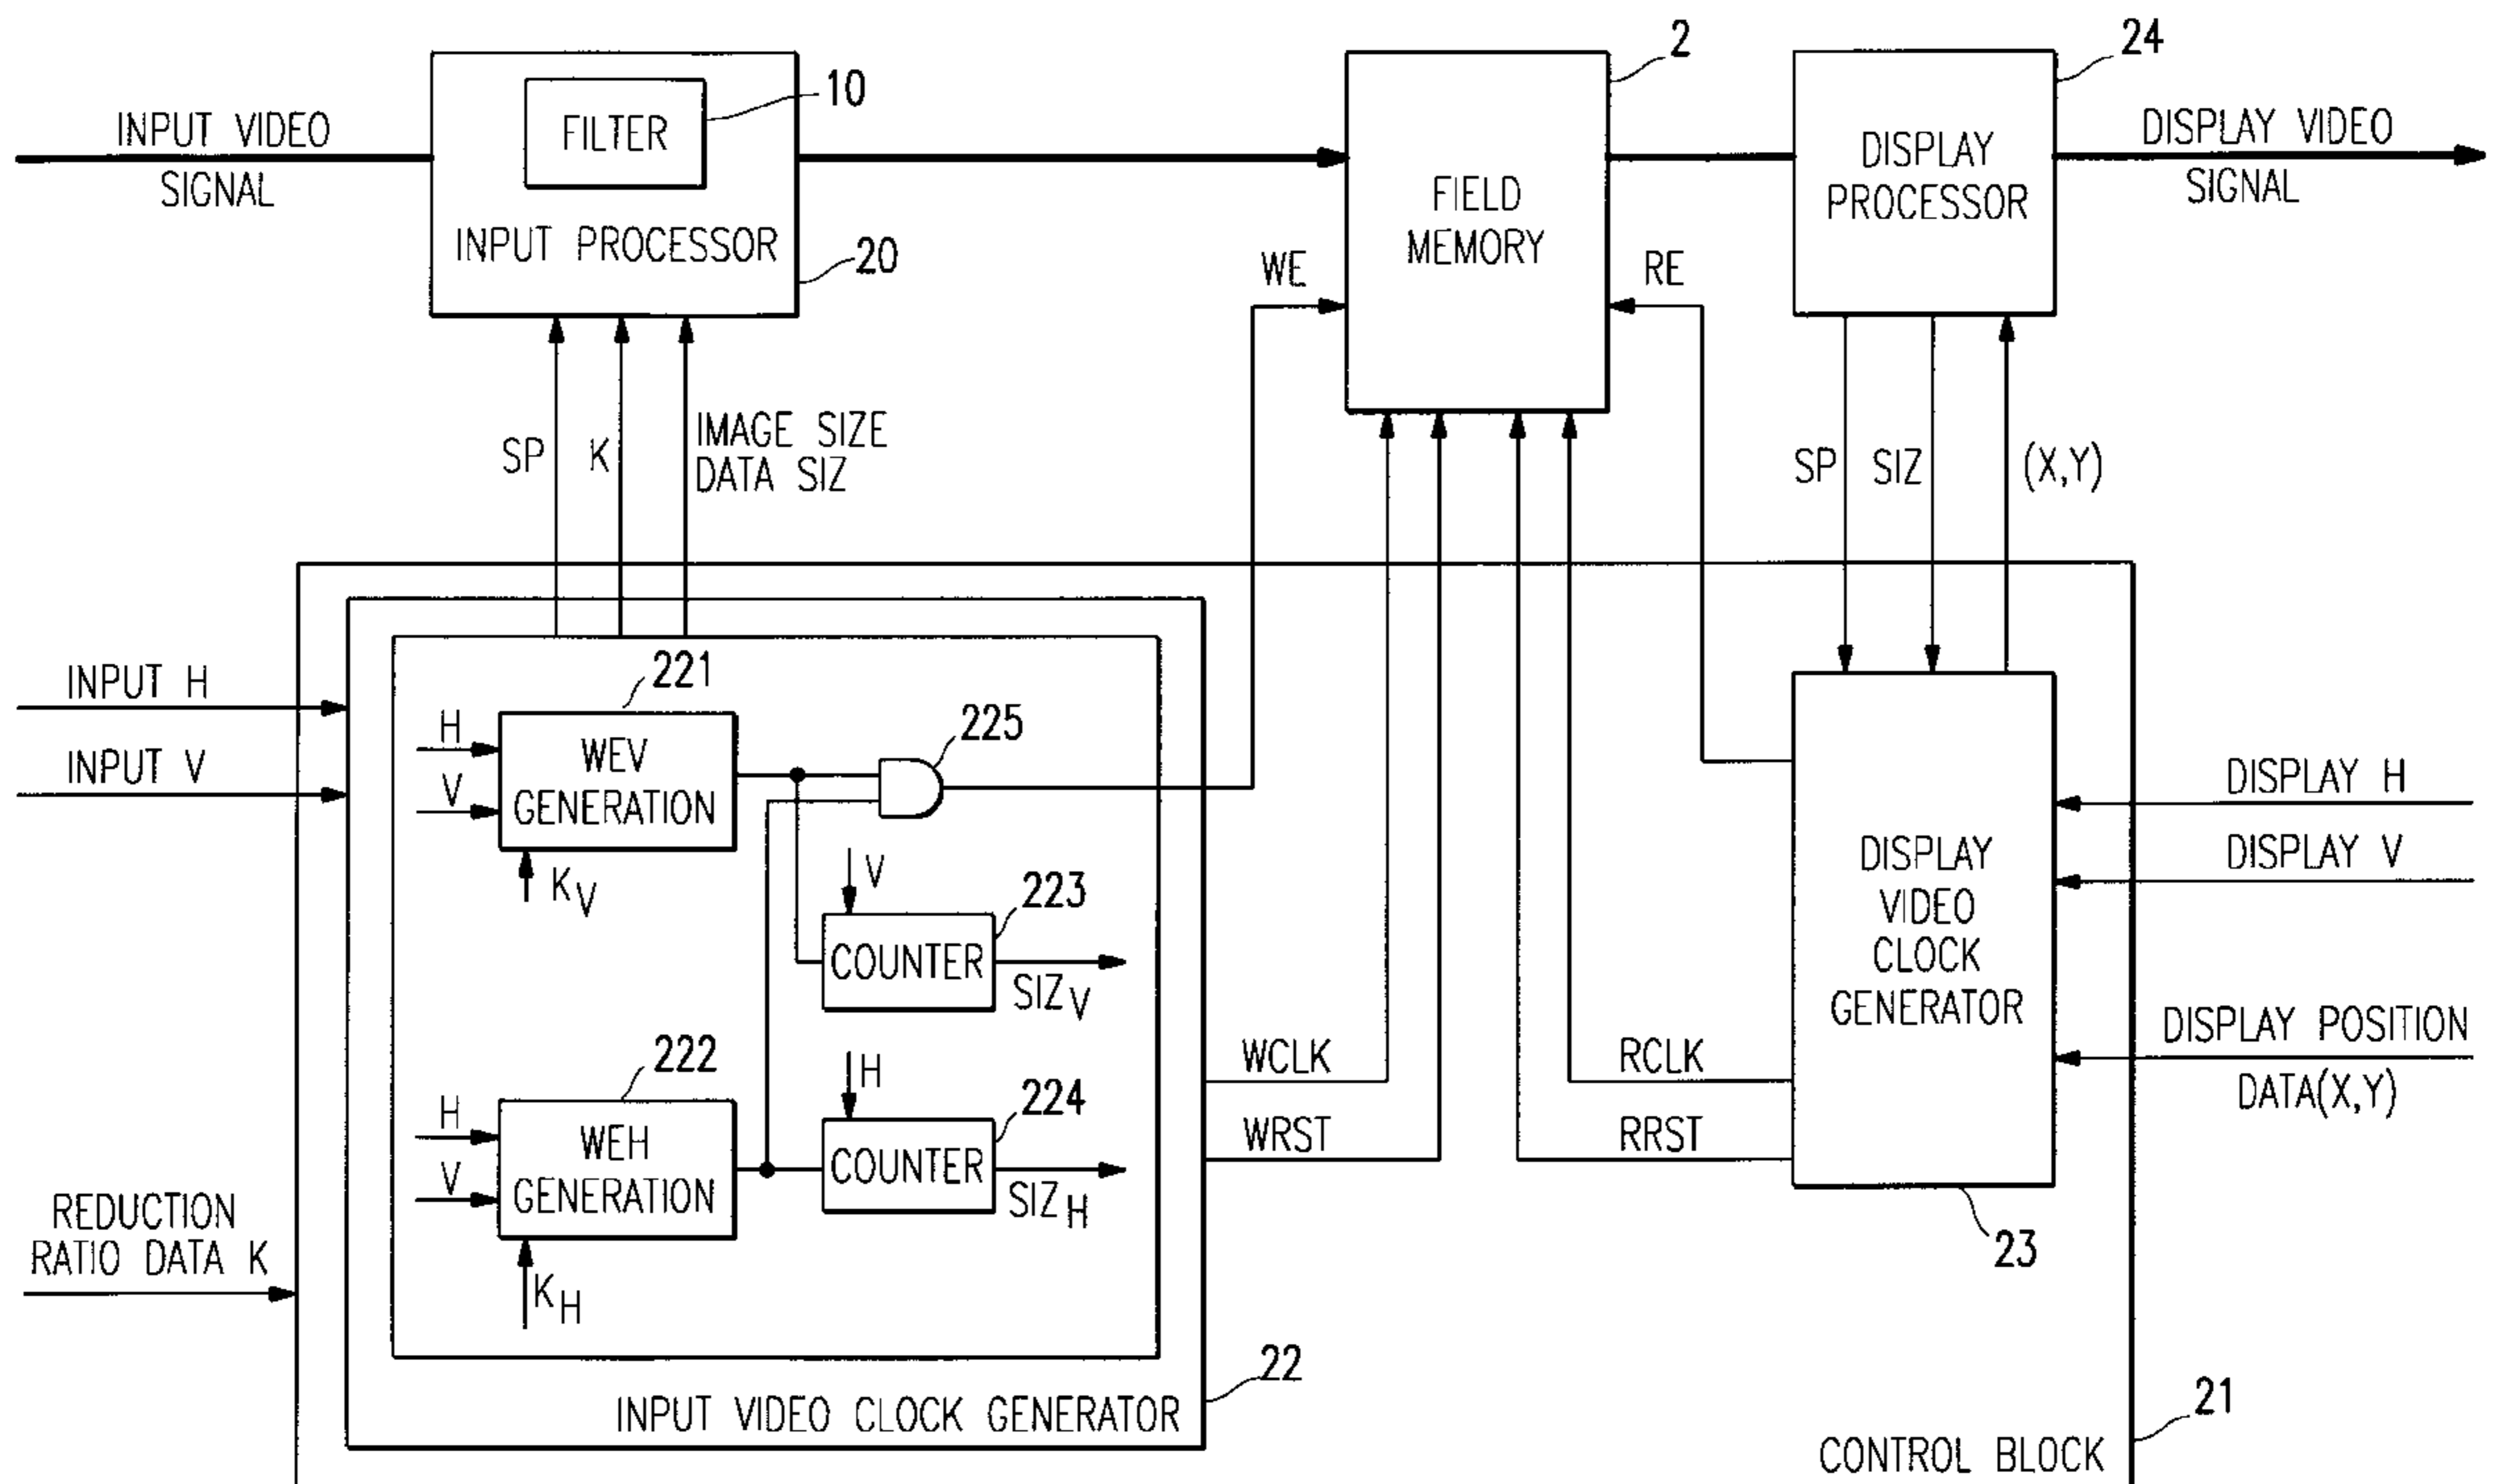 INPUT VIDEO
SIGNAL
FILTER
10
INPUT PROCESSOR
20
FIELD
MEMORY
2
DISPLAY
PROCESSOR
24
DISPLAY VIDEO
SIGNAL
WE
RE
SP
K
IMAGE SIZE
DATA SIZ
SP
SIZ
(X,Y)
INPUT H
INPUT V
REDUCTION
RATIO DATA K
221
H
V
WEV
GENERATION
KV
225
V
223
COUNTER
SIZV
222
H
V
WEH
GENERATION
KH
H
224
COUNTER
SIZH
INPUT VIDEO CLOCK GENERATOR
22
WCLK
WRST
RCLK
RRST
DISPLAY
VIDEO
CLOCK
GENERATOR
23
DISPLAY H
DISPLAY V
DISPLAY POSITION
DATA(X,Y)
CONTROL BLOCK
21